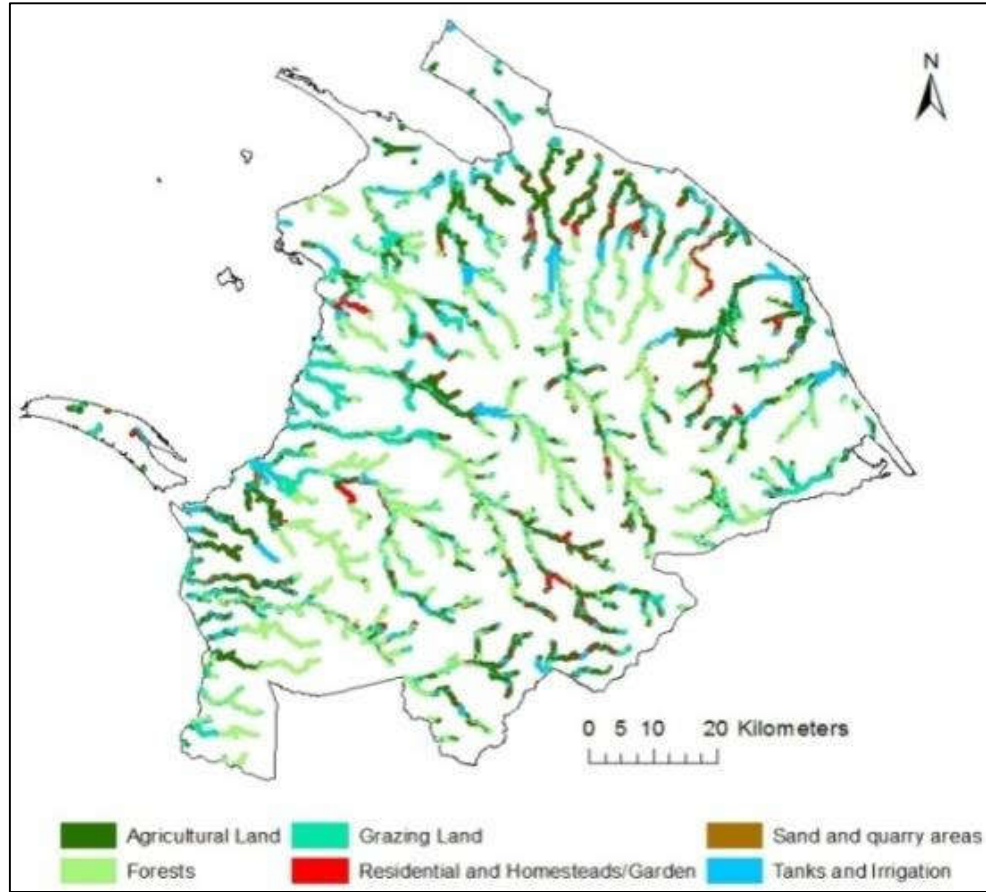 N
0 5 10 20 Kilometers
Agricultural Land Grazing Land Sand and quarry areas
Forests Residential and Homesteads/Garden Tanks and Irrigation